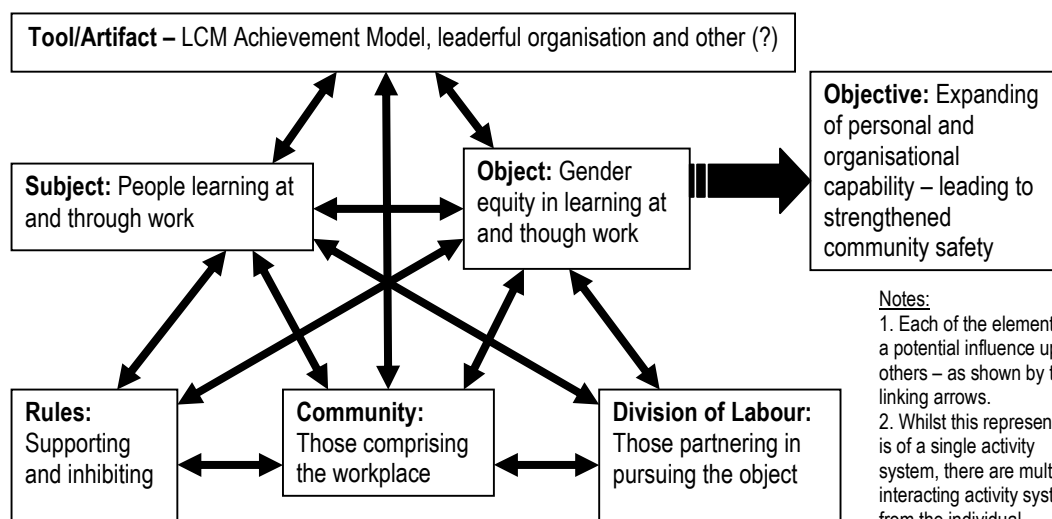 Tool/Artifact – LCM Achievement Model, leaderful organisation and other (?)
Objective: Expanding
of personal and
organisational
capability – leading to
strengthened
community safety
Subject: People learning at
and through work
Object: Gender
equity in learning at
and though work
Rules:
Supporting
and inhibiting
Community:
Those comprising
the workplace
Division of Labour:
Those partnering in
pursuing the object
Notes:
1. Each of the element
a potential influence
others – as shown by
linking arrows.
2. Whilst this
is of a single activity
system, there are
interacting activity
from the individual